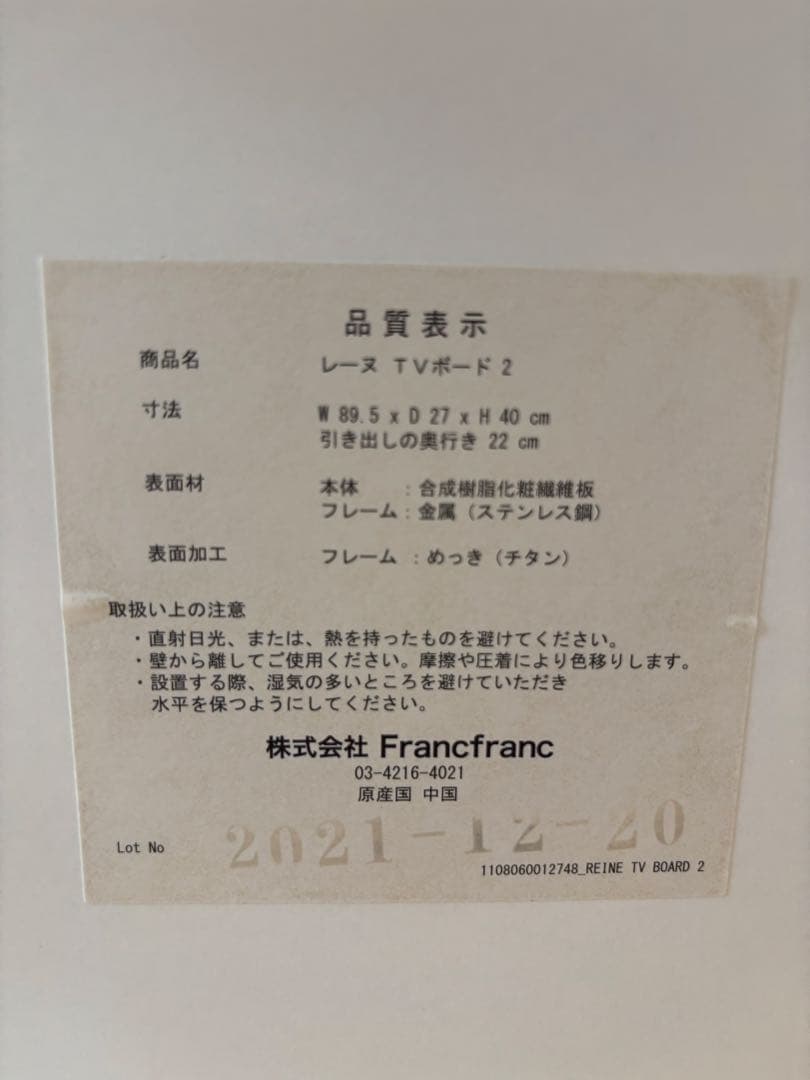 品質表示
商品名 レーヌ TVボード 2
寸法 W 89.5 x D 27 x H 40 cm
引き出しの奥行き 22 cm
表面材 本体 ：合成樹脂化粧繊維板
フレーム：金属（ステンレス鋼）
表面加工 フレーム ：めっき（チタン）
取扱い上の注意
・直射日光、または、熱を持ったものを避けてください。
・壁から離してご使用ください。摩擦や圧着により色移りします。
・設置する際、湿気の多いところを避けていただき
水平を保つようにしてください。
株式会社 Francfranc
03-4216-4021
原産国 中国
Lot No 2021-12-20
1108060012748_REINE TV BOARD 2